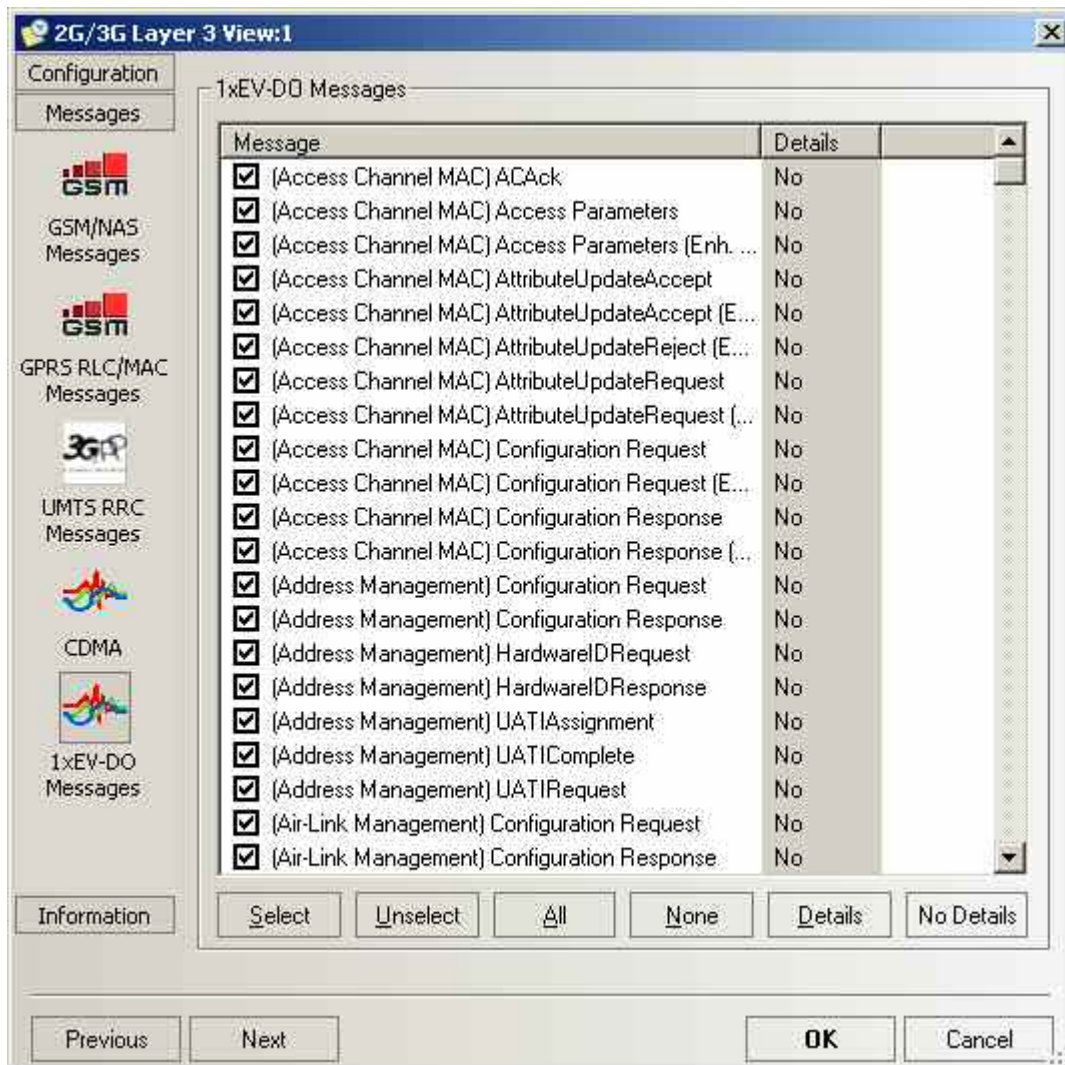 2G/3G Layer 3 View:1
Configuration
Messages
GSM
GSM/NAS
Messages
GSM
GPRS RLC/MAC
Messages
3GPP
UMTS RRC
Messages
CDMA
1xEV-DO
Messages
Information
1xEV-DO Messages
Message Details
(Access Channel MAC) ACAck No
(Access Channel MAC) Access Parameters No
(Access Channel MAC) Access Parameters (Enh. ... No
(Access Channel MAC) AttributeUpdateAccept No
(Access Channel MAC) AttributeUpdateAccept (E... No
(Access Channel MAC) AttributeUpdateReject (E... No
(Access Channel MAC) AttributeUpdateRequest No
(Access Channel MAC) AttributeUpdateRequest (... No
(Access Channel MAC) Configuration Request No
(Access Channel MAC) Configuration Request (E... No
(Access Channel MAC) Configuration Response No
(Access Channel MAC) Configuration Response (... No
(Address Management) Configuration Request No
(Address Management) Configuration Response No
(Address Management) HardwareIDRequest No
(Address Management) HardwareIDResponse No
(Address Management) UATIAssignment No
(Address Management) UATIComplete No
(Address Management) UATIRequest No
(Air-Link Management) Configuration Request No
(Air-Link Management) Configuration Response No
Select Unselect All None Details No Details
Previous Next OK Cancel